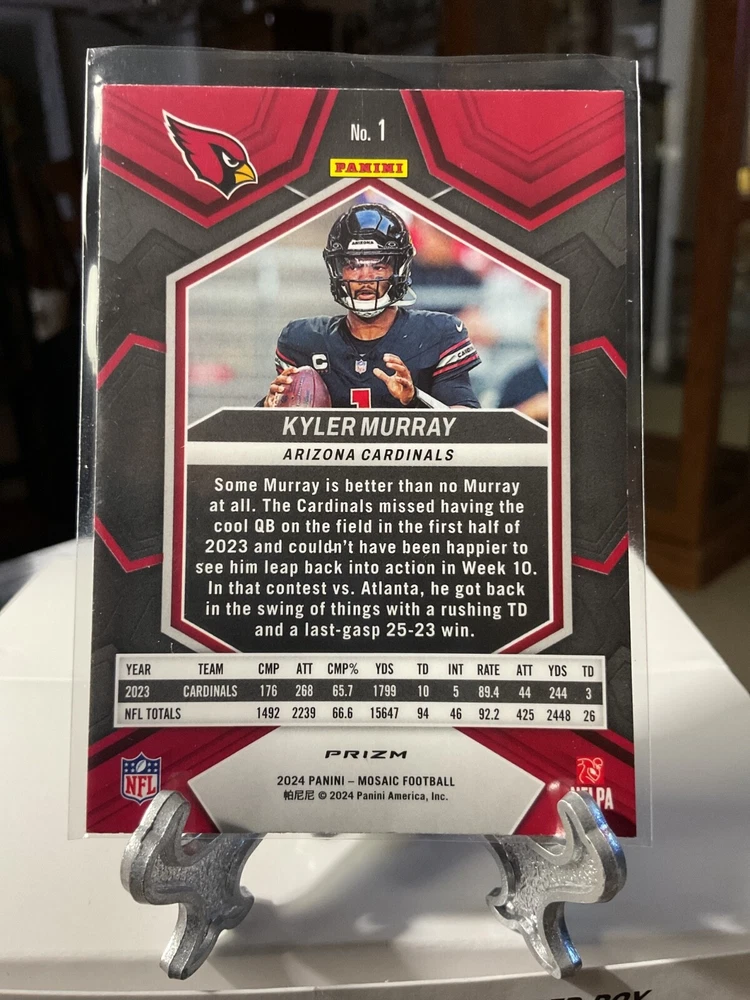 No. 1
PANINI
ARIZONA
C
1
KYLER MURRAY
ARIZONA CARDINALS
Some Murray is better than no Murray
at all. The Cardinals missed having the
cool QB on the field in the first half of
2023 and couldn't have been happier to
see him leap back into action in Week 10.
In that contest vs. Atlanta, he got back
in the swing of things with a rushing TD
and a last-gasp 25-23 win.
YEAR TEAM CMP ATT CMP% YDS TD INT RATE ATT YDS TD
2023 CARDINALS 176 268 65.7 1799 10 5 89.4 44 244 3
NFL TOTALS 1492 2239 66.6 15647 94 46 92.2 425 2448 26
PRIZM
2024 PANINI – MOSAIC FOOTBALL
帕尼尼 © 2024 Panini America, Inc.
NFL
NFLPA
BOX